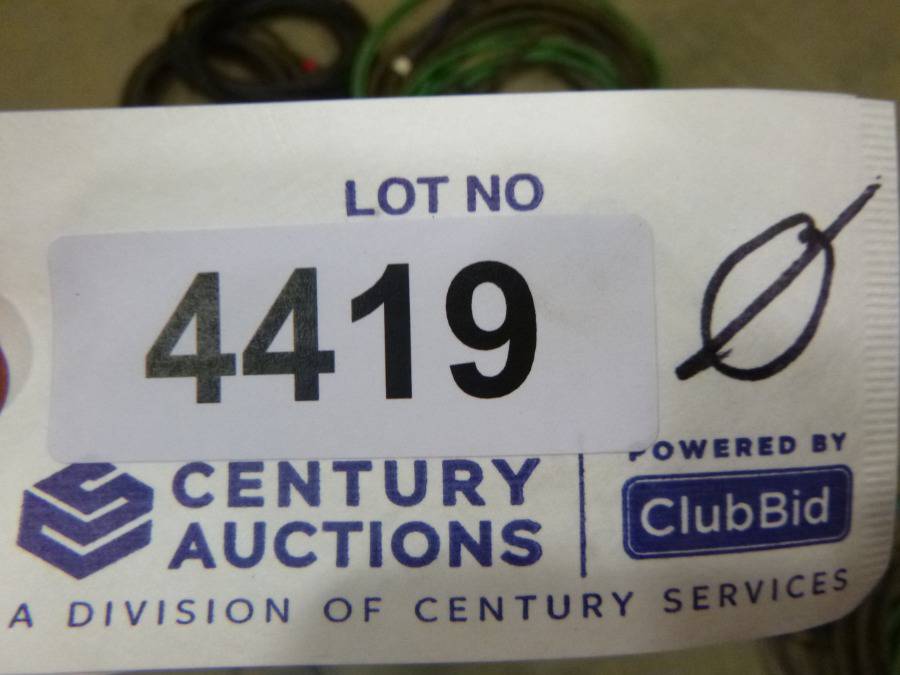 LOT NO
4419
Ø
CENTURY
AUCTIONS
POWERED BY
ClubBid
A DIVISION OF CENTURY SERVICES